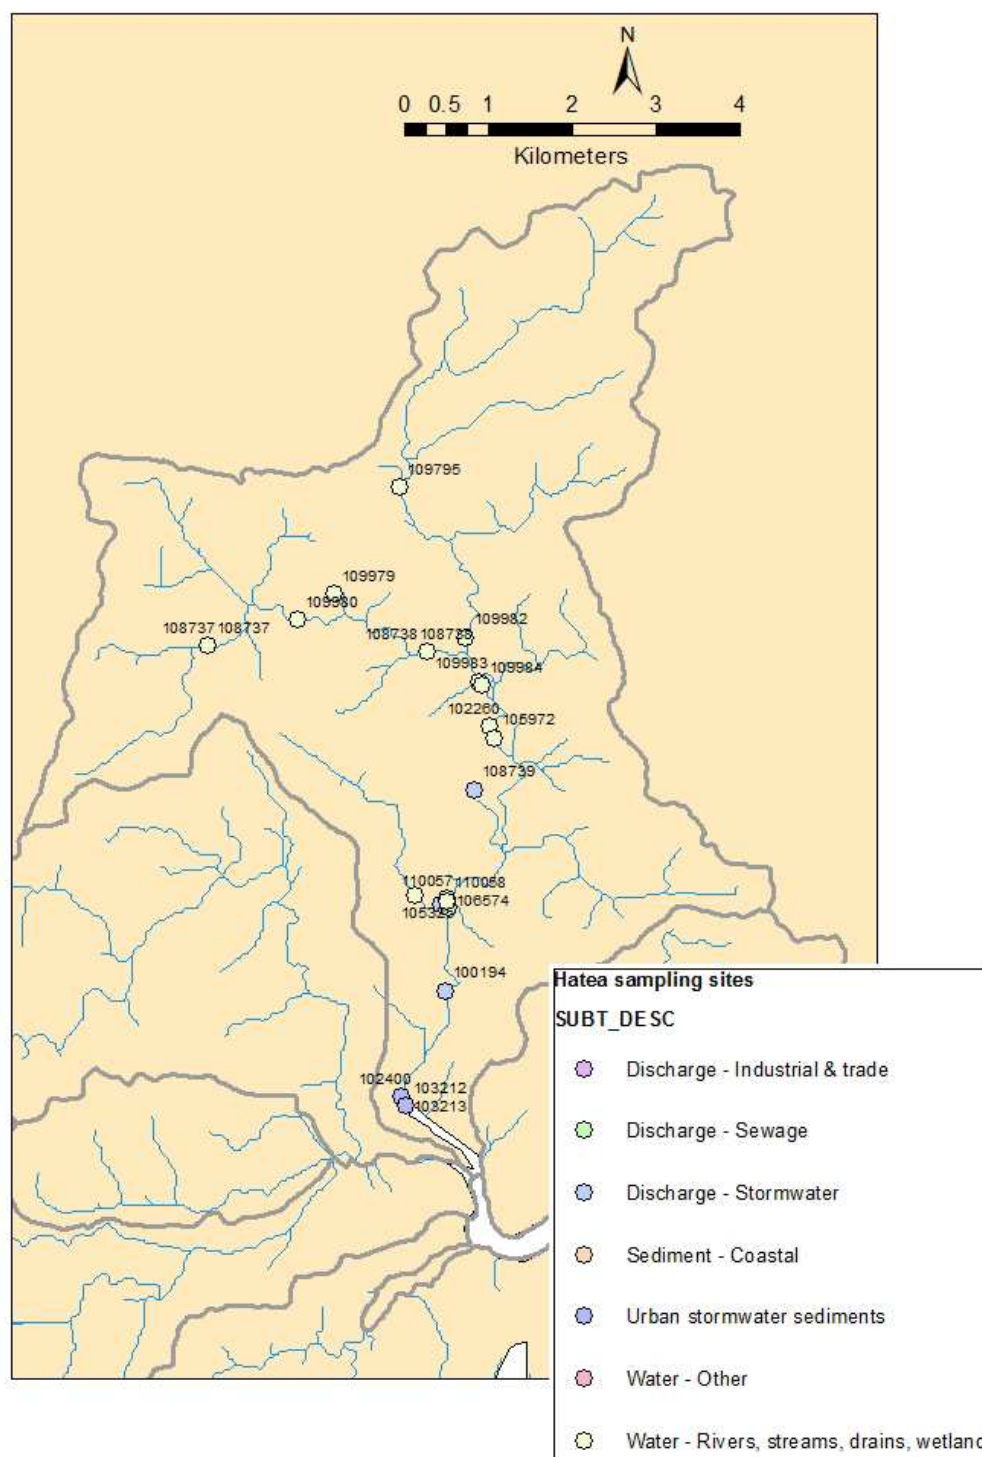 N
0 0.5 1 2 3 4
Kilometers
109795
109979
109980
108737 108737
109982
108738 108738
109983 109984
102260 105972
108739
110057 110058
106574
100194
102400 103212
103213
Hatea sampling sites
SUBT_DESC
Discharge - Industrial & trade
Discharge - Sewage
Discharge - Stormwater
Sediment - Coastal
Urban stormwater sediments
Water - Other
Water - Rivers, streams, drains, wetland